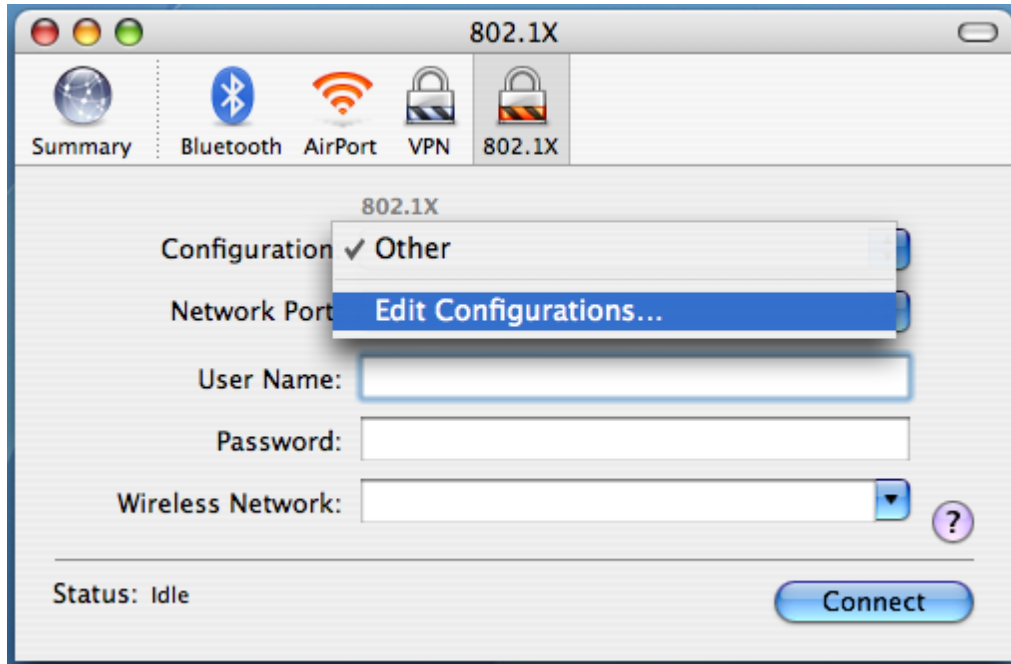 802.1X
Summary Bluetooth AirPort VPN 802.1X
802.1X
Configuration ✓ Other
Network Port Edit Configurations...
User Name:
Password:
Wireless Network:
?
Status: Idle Connect